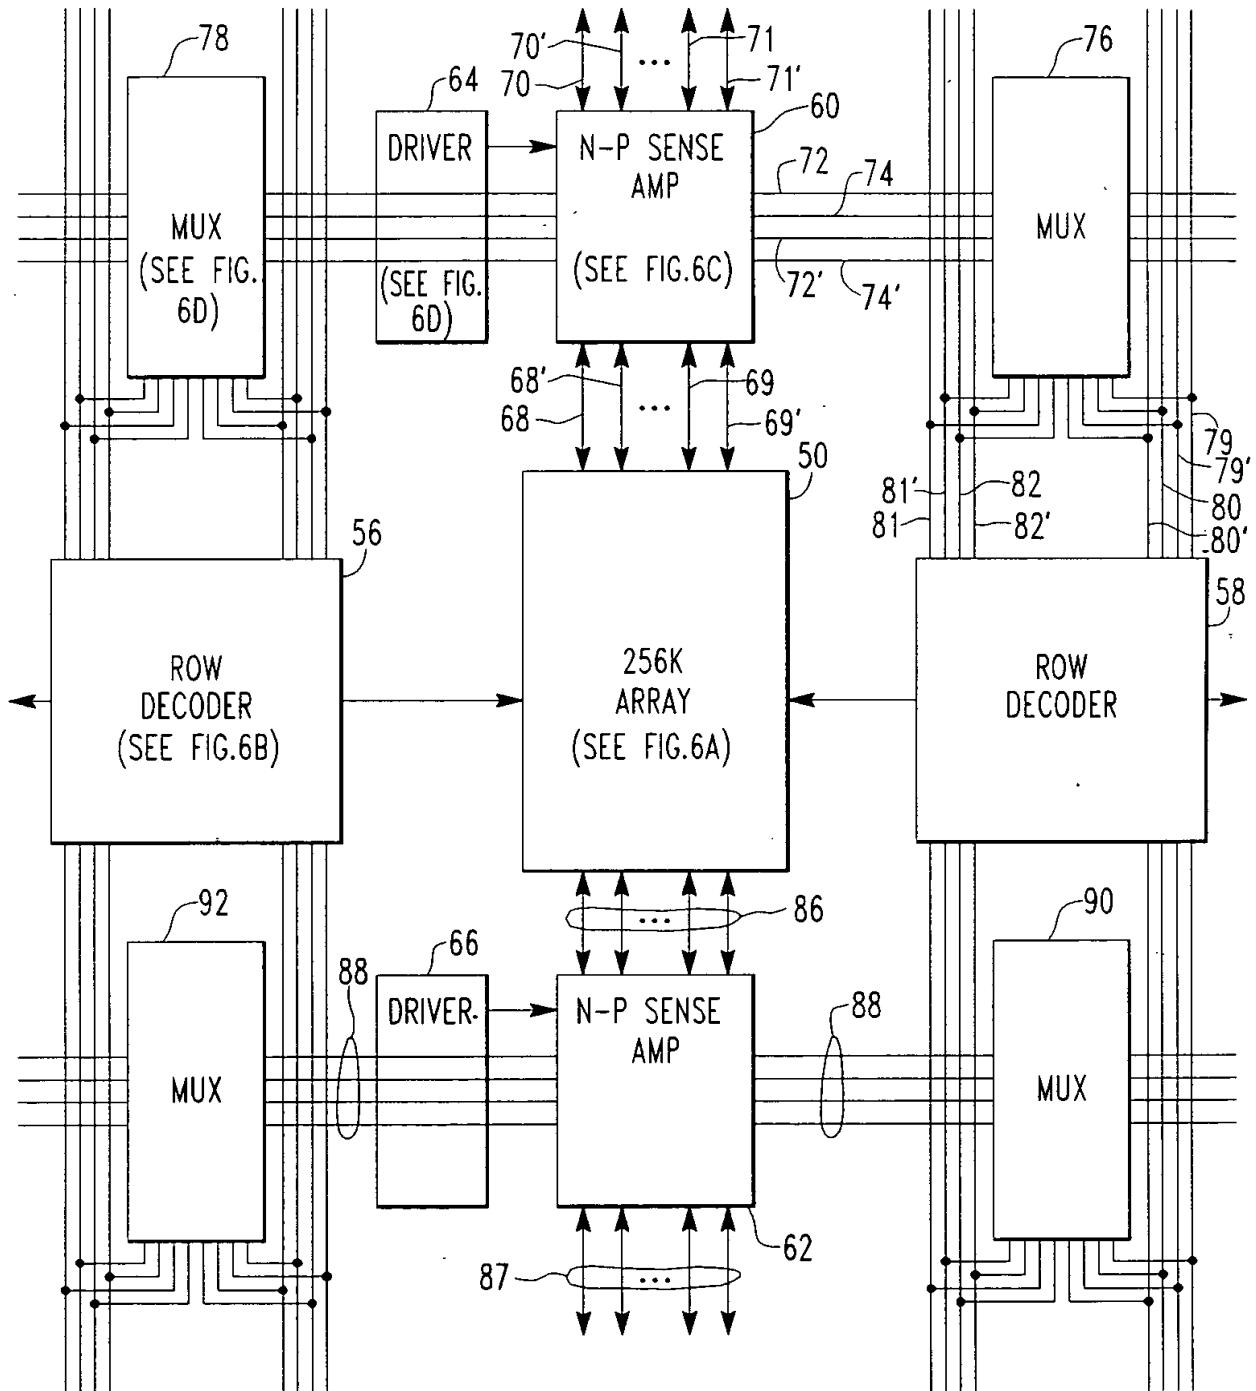 78
70'
70
...
71
71'
76
64
60
DRIVER
(SEE FIG.
6D)
N-P SENSE
AMP
(SEE FIG.6C)
72
74
72'
74'
MUX
(SEE FIG.
6D)
MUX
68'
68
...
69
69'
50
79
79'
80
80'
81'
81
82
82'
56
58
ROW
DECODER
(SEE FIG.6B)
256K
ARRAY
(SEE FIG.6A)
ROW
DECODER
92
...
86
90
88
66
DRIVER
N-P SENSE
AMP
88
MUX
MUX
62
87
...